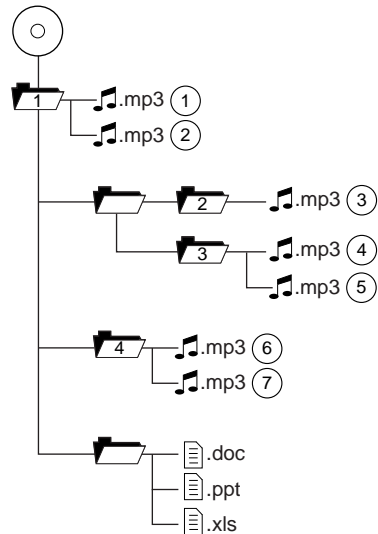 1 .mp3 1
.mp3 2
2 .mp3 3
3 .mp3 4
.mp3 5
4 .mp3 6
.mp3 7
.doc
.ppt
.xls